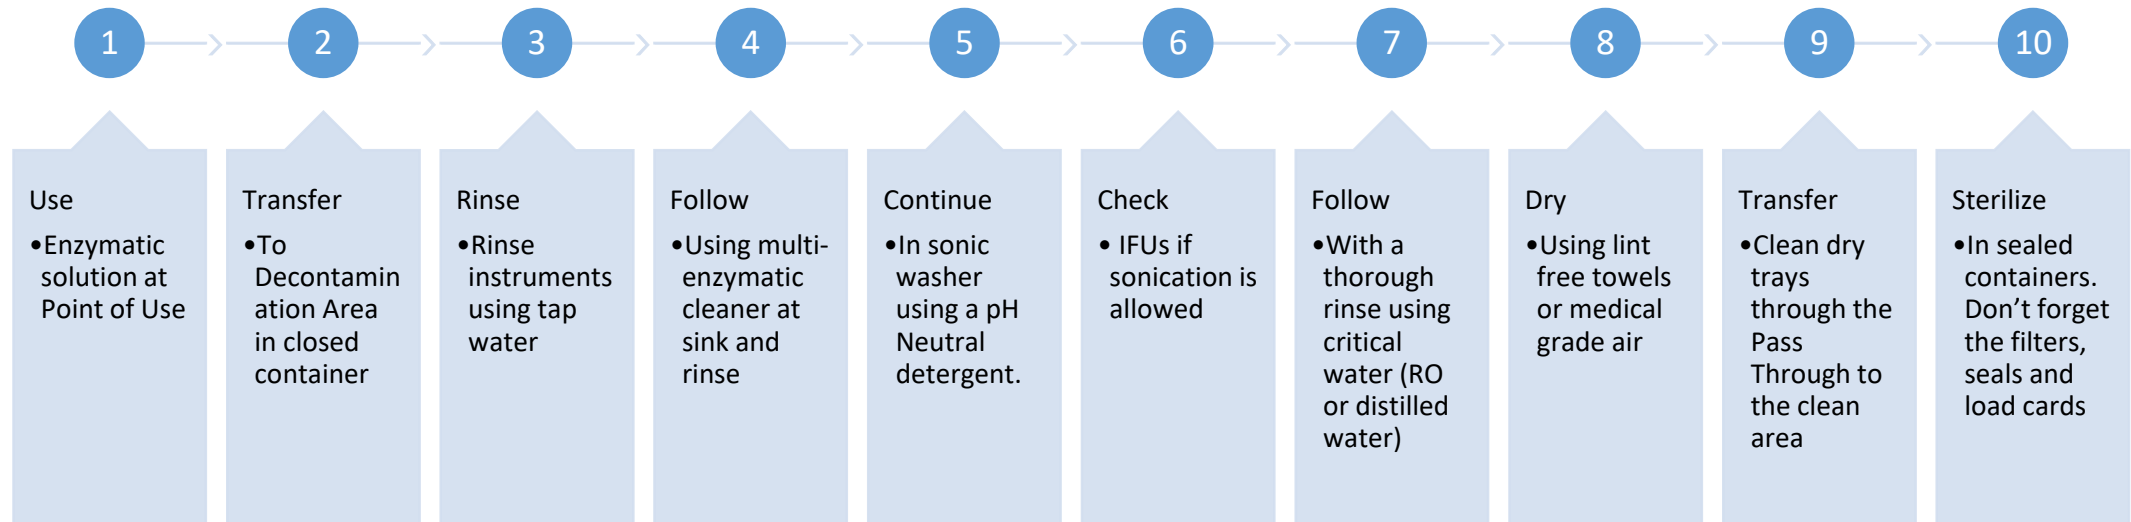 1
2
3
4
5
6
7
8
9
10
Use
•Enzymatic
solution at
Point of Use
Transfer
•To
Decontamin
ation Area
in closed
container
Rinse
•Rinse
instruments
using tap
water
Follow
•Using multi-
enzymatic
cleaner at
sink and
rinse
Continue
•In sonic
washer
using a pH
Neutral
detergent.
Check
• IFUs if
sonication is
allowed
Follow
•With a
thorough
rinse using
critical
water (RO
or distilled
water)
Dry
•Using lint
free towels
or medical
grade air
Transfer
•Clean dry
trays
through the
Pass
Through to
the clean
area
Sterilize
•In sealed
containers.
Don’t forget
the filters,
seals and
load cards